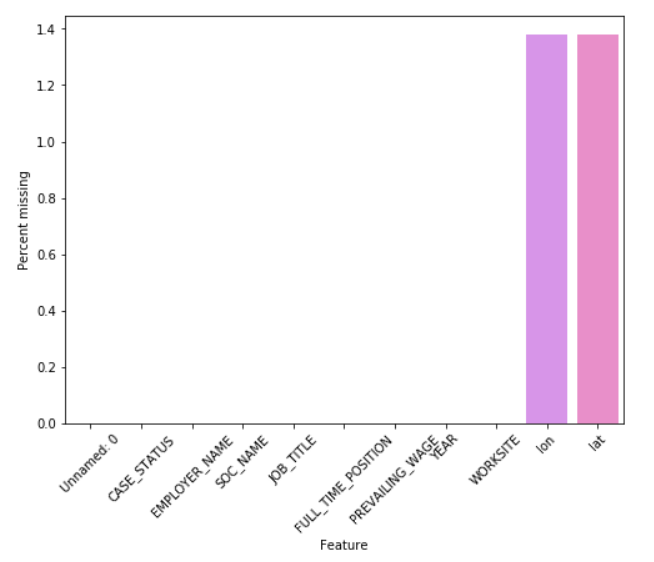 Percent missing
1.4
1.2
1.0
0.8
0.6
0.4
0.2
0.0
Unnamed: 0
CASE_STATUS
EMPLOYER_NAME
SOC_NAME
JOB_TITLE
FULL_TIME_POSITION
PREVAILING_WAGE
YEAR
WORKSITE
lon
lat
Feature